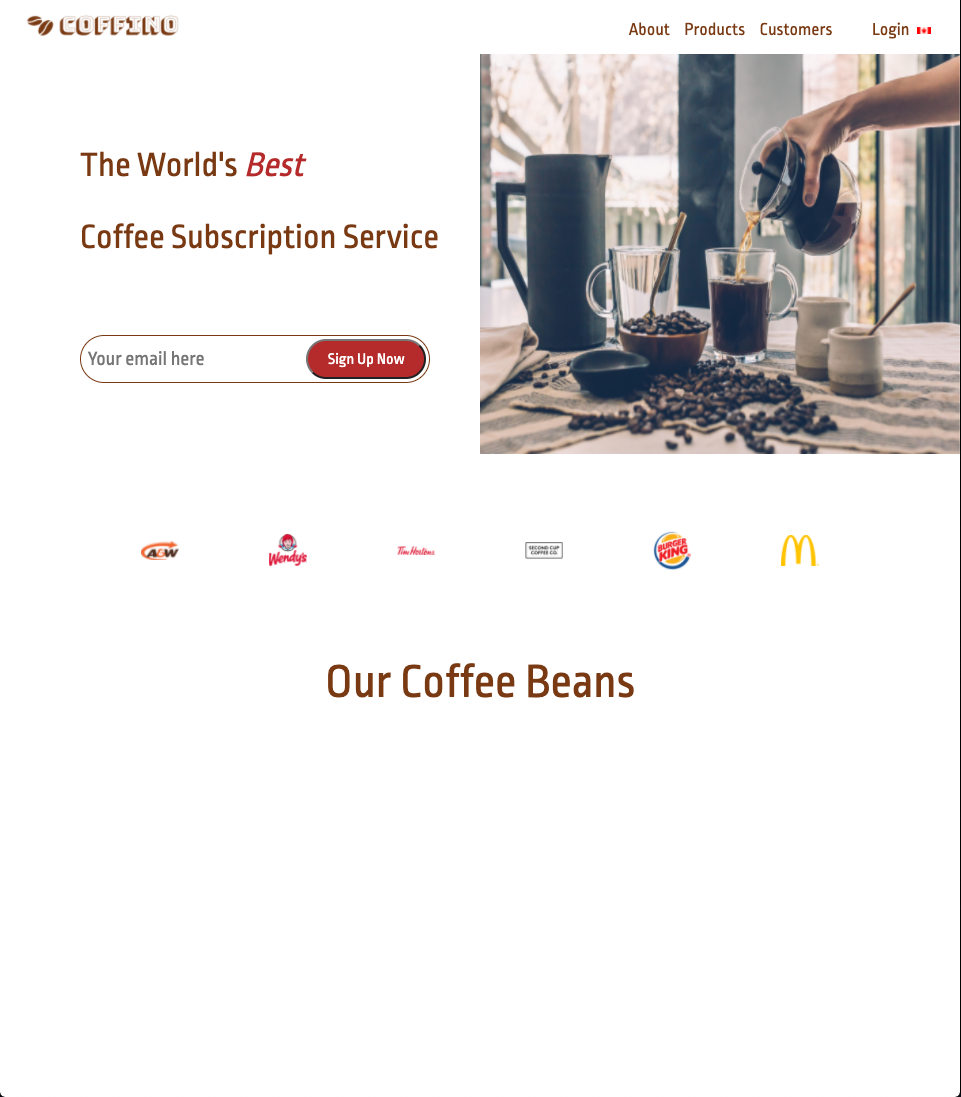 COFFINO
About Products Customers Login
The World's Best
Coffee Subscription Service
Your email here Sign Up Now
A&W
Wendy's
Tim Hortons
SECOND CUP
COFFEE CO.
BURGER
KING
Our Coffee Beans